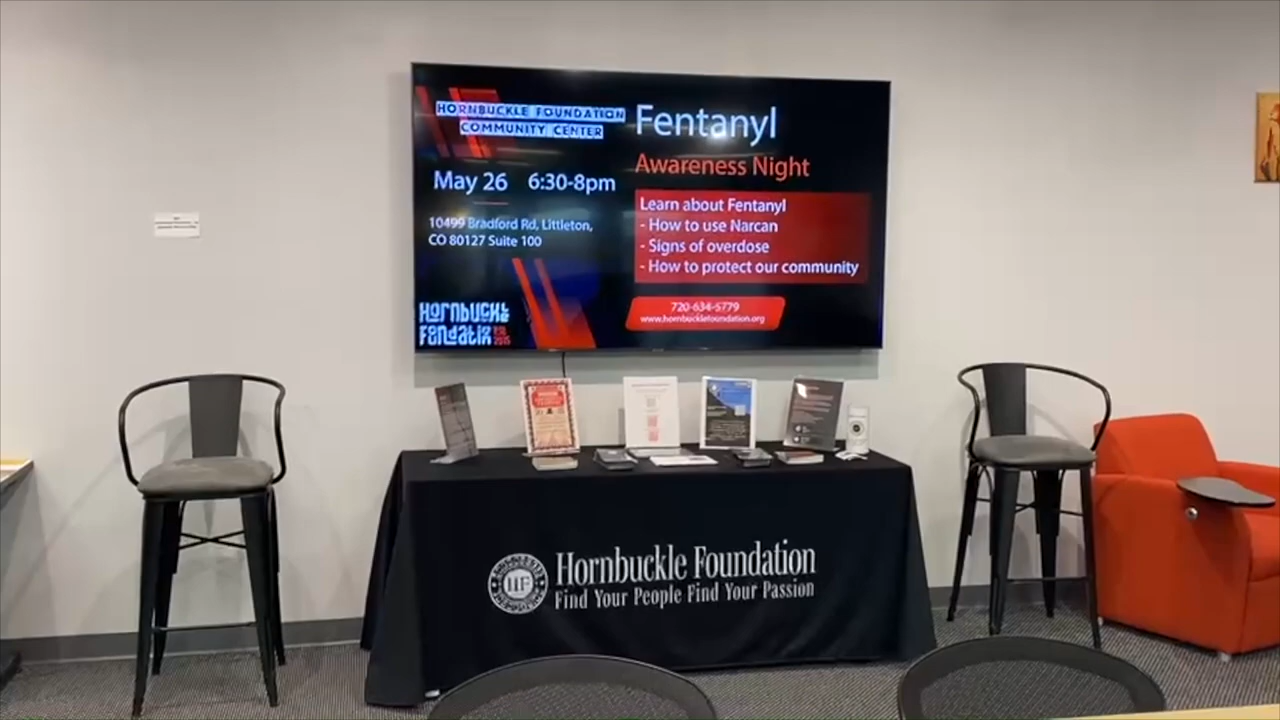 HORNBUCKLE FOUNDATION
COMMUNITY CENTER
May 26 6:30-8pm
10499 Bradford Rd, Littleton,
CO 80127 Suite 100
Fentanyl
Awareness Night
Learn about Fentanyl
- How to use Narcan
- Signs of overdose
- How to protect our community
720-634-5779
www.hornbucklefoundation.org
HF
Hornbuckle Foundation
Find Your People Find Your Passion